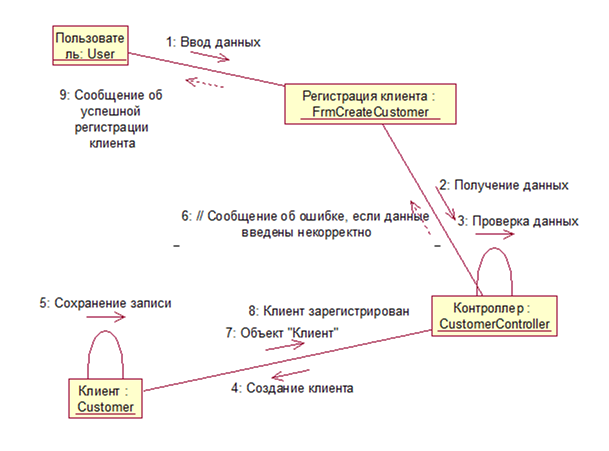 Пользовате
ль: User
1: Ввод данных
9: Сообщение об
успешной
регистрации
клиента
Регистрация клиента :
FrmCreateCustomer
2: Получение данных
3: Проверка данных
6: // Сообщение об ошибке, если данные
введены некорректно
5: Сохранение записи
8: Клиент зарегистрирован
7: Объект "Клиент"
Контроллер :
CustomerController
4: Создание клиента
Клиент :
Customer